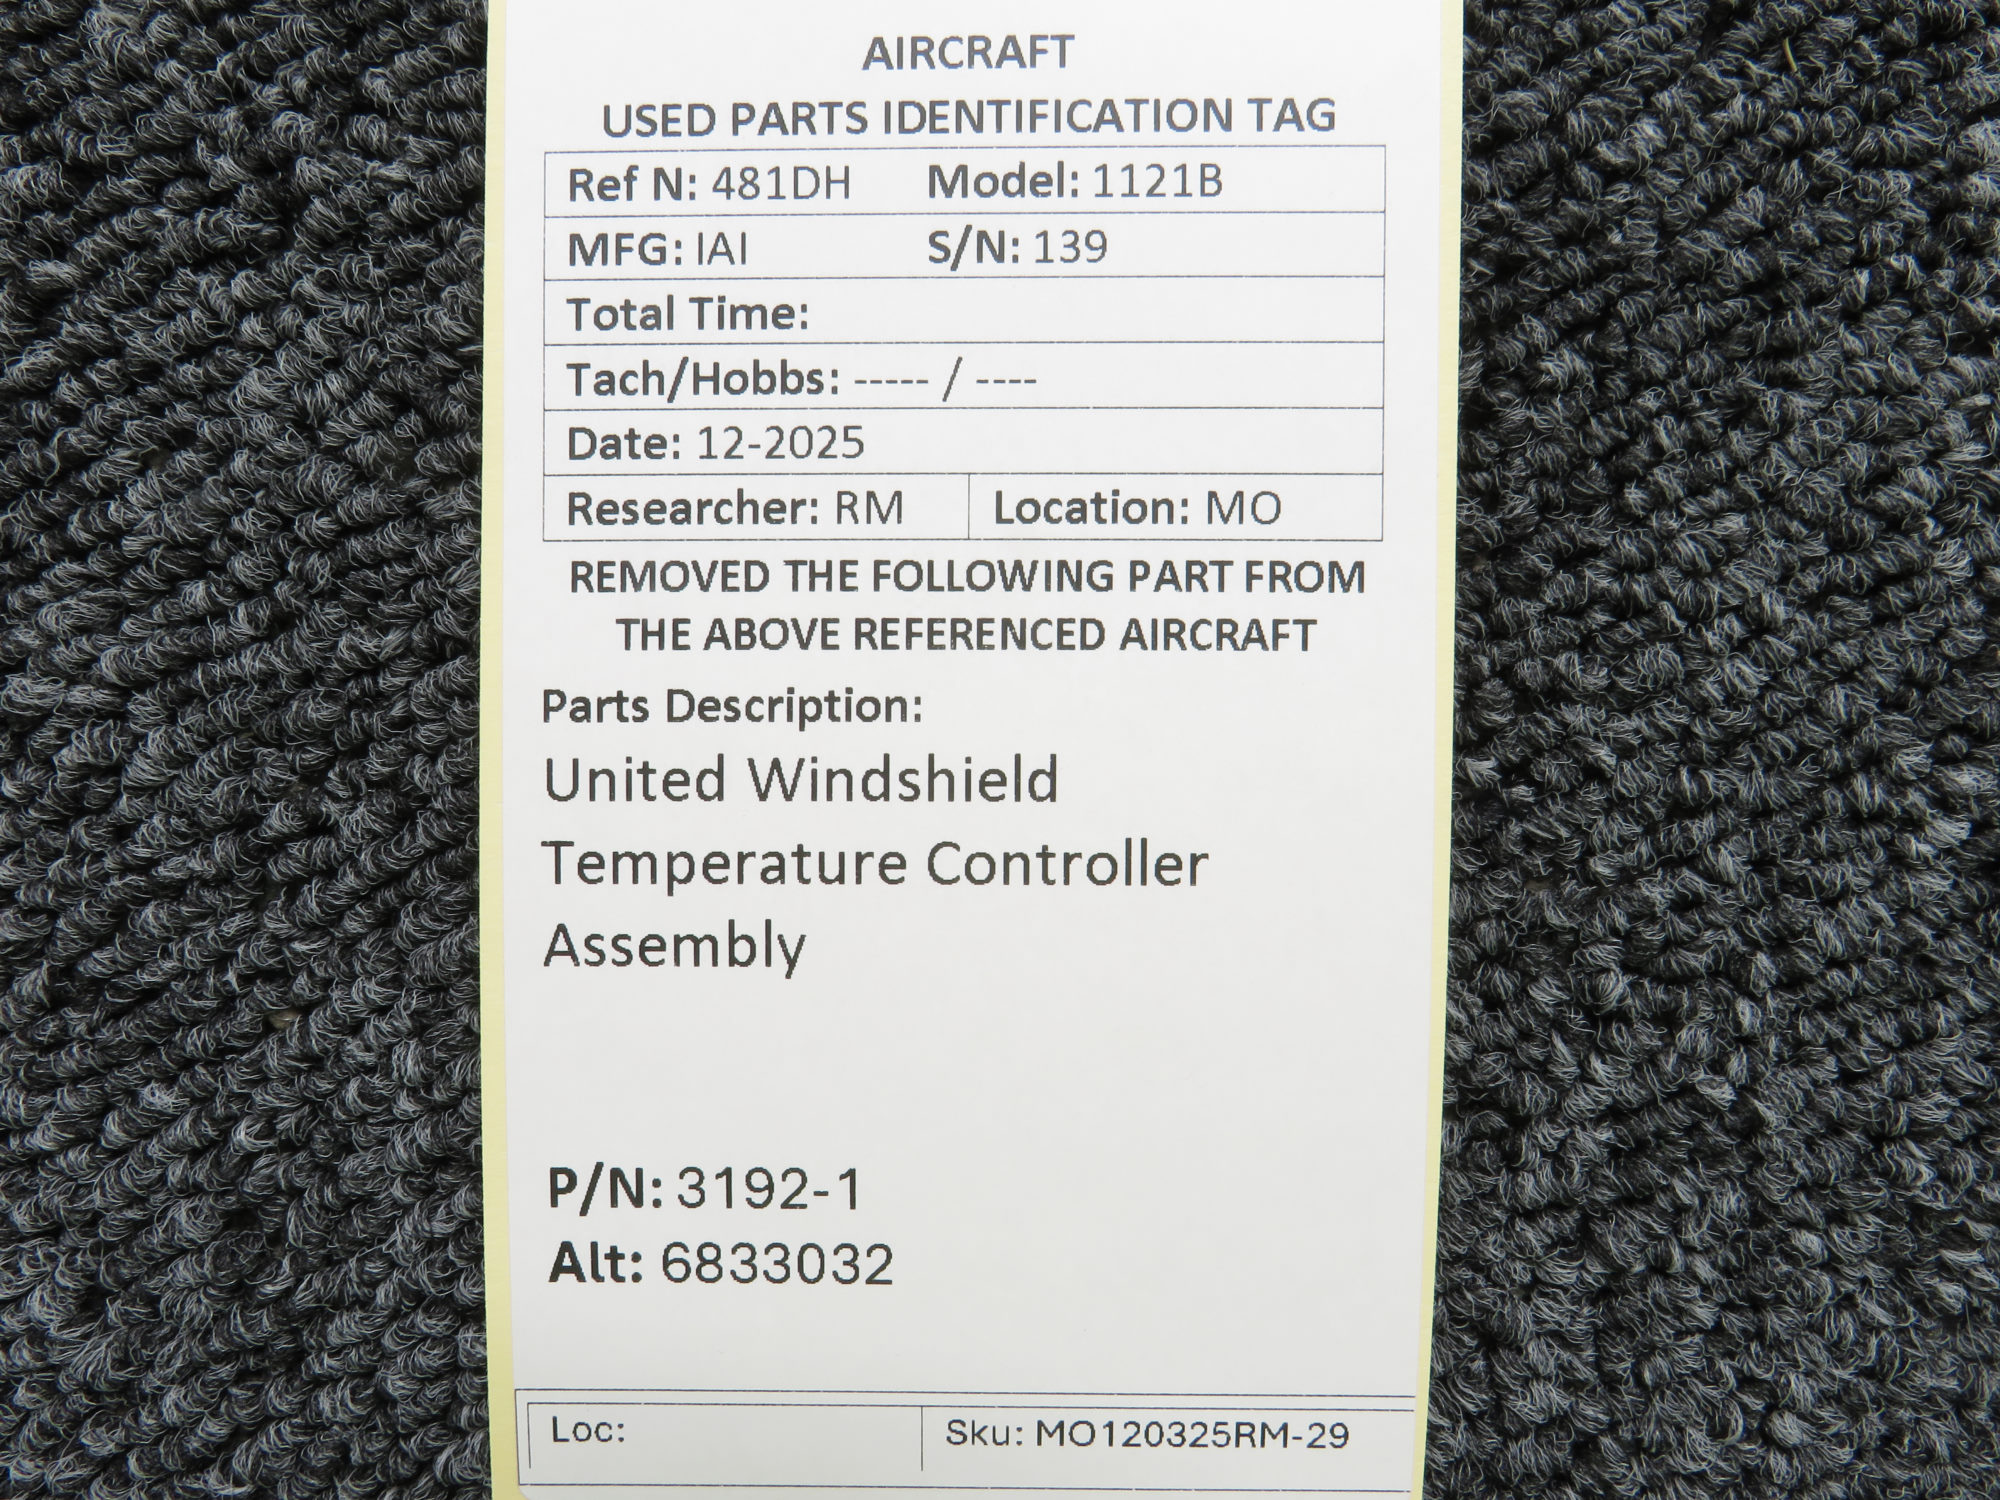 AIRCRAFT
USED PARTS IDENTIFICATION TAG
Ref N: 481DH Model: 1121B
MFG: IAI S/N: 139
Total Time:
Tach/Hobbs: ----- / ----
Date: 12-2025
Researcher: RM Location: MO
REMOVED THE FOLLOWING PART FROM
THE ABOVE REFERENCED AIRCRAFT
Parts Description:
United Windshield
Temperature Controller
Assembly
P/N: 3192-1
Alt: 6833032
Loc: Sku: MO120325RM-29